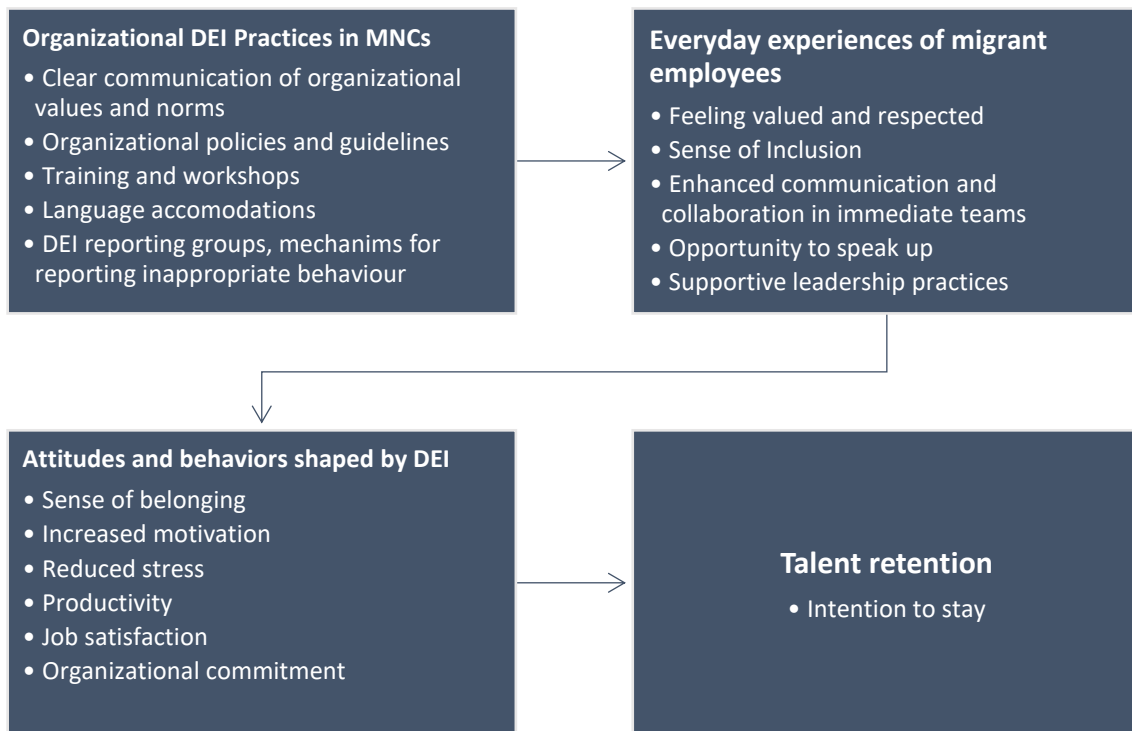 Organizational DEI Practices in MNCs
• Clear communication of organizational
values and norms
• Organizational policies and guidelines
• Training and workshops
• Language accomodations
• DEI reporting groups, mechanims for
reporting inappropriate behaviour
Everyday experiences of migrant
employees
• Feeling valued and respected
• Sense of Inclusion
• Enhanced communication and
collaboration in immediate teams
• Opportunity to speak up
• Supportive leadership practices
Attitudes and behaviors shaped by DEI
• Sense of belonging
• Increased motivation
• Reduced stress
• Productivity
• Job satisfaction
• Organizational commitment
Talent retention
• Intention to stay